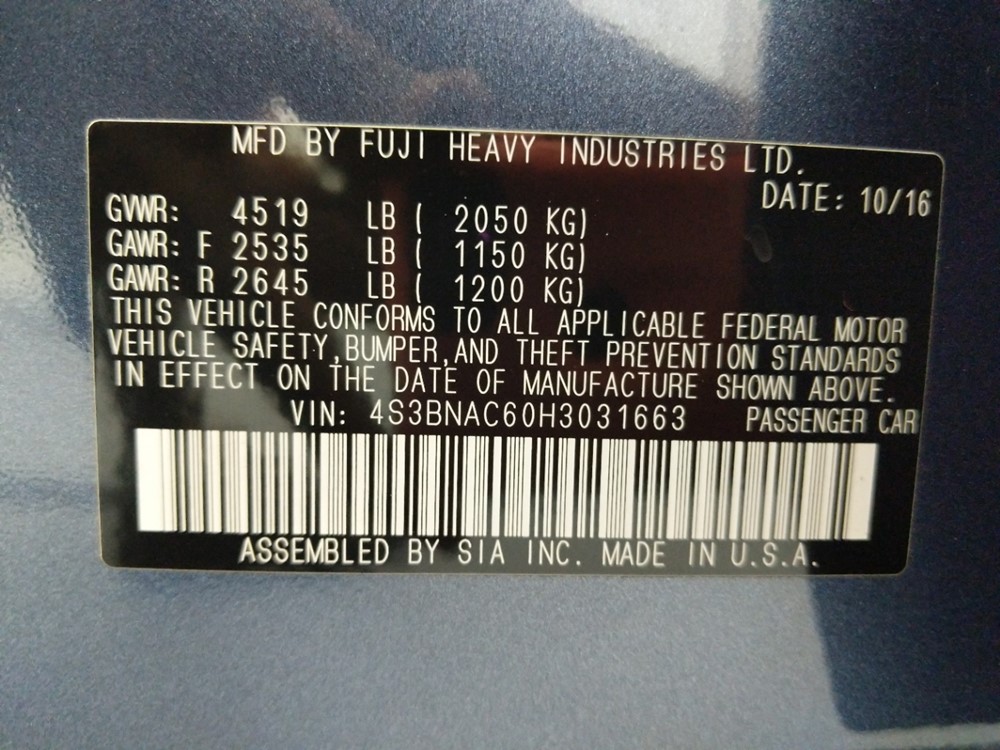 MFD BY FUJI HEAVY INDUSTRIES LTD.
DATE: 10/16
GVWR: 4519 LB ( 2050 KG)
GAWR: F 2535 LB ( 1150 KG)
GAWR: R 2645 LB ( 1200 KG)
THIS VEHICLE CONFORMS TO ALL APPLICABLE FEDERAL MOTOR
VEHICLE SAFETY,BUMPER,AND THEFT PREVENTION STANDARDS
IN EFFECT ON THE DATE OF MANUFACTURE SHOWN ABOVE.
VIN: 4S3BNAC60H3031663 PASSENGER CAR
ASSEMBLED BY SIA INC. MADE IN U.S.A.